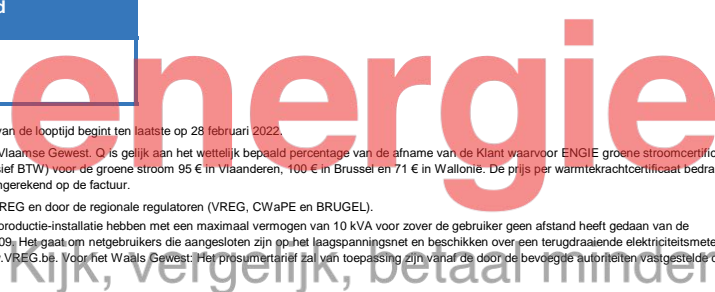 d
energie
van de looptijd begint ten laatste op 28 februari 2022.
Vlaamse Gewest. Q is gelijk aan het wettelijk bepaald percentage van de afname van de Klant waarvoor ENGIE groene stroomcertific
sief BTW) voor de groene stroom 95 € in Vlaanderen, 100 € in Brussel en 71 € in Wallonië. De prijs per warmtekrachtcertificaat bedra
ngerekend op de factuur.
REG en door de regionale regulatoren (VREG, CWaPE en BRUGEL).
productie-installatie hebben met een maximaal vermogen van 10 kVA voor zover de gebruiker geen afstand heeft gedaan van de
09. Het gaat om netgebruikers die aangesloten zijn op het laagspanningsnet en beschikken over een terugdraaiende elektriciteitsmete
.VREG.be. Voor het Waals Gewest: Het prosumertarief zal van toepassing zijn vanaf de door de bevoegde autoriteiten vastgestelde d
Kijk, vergelijk, betaal minder